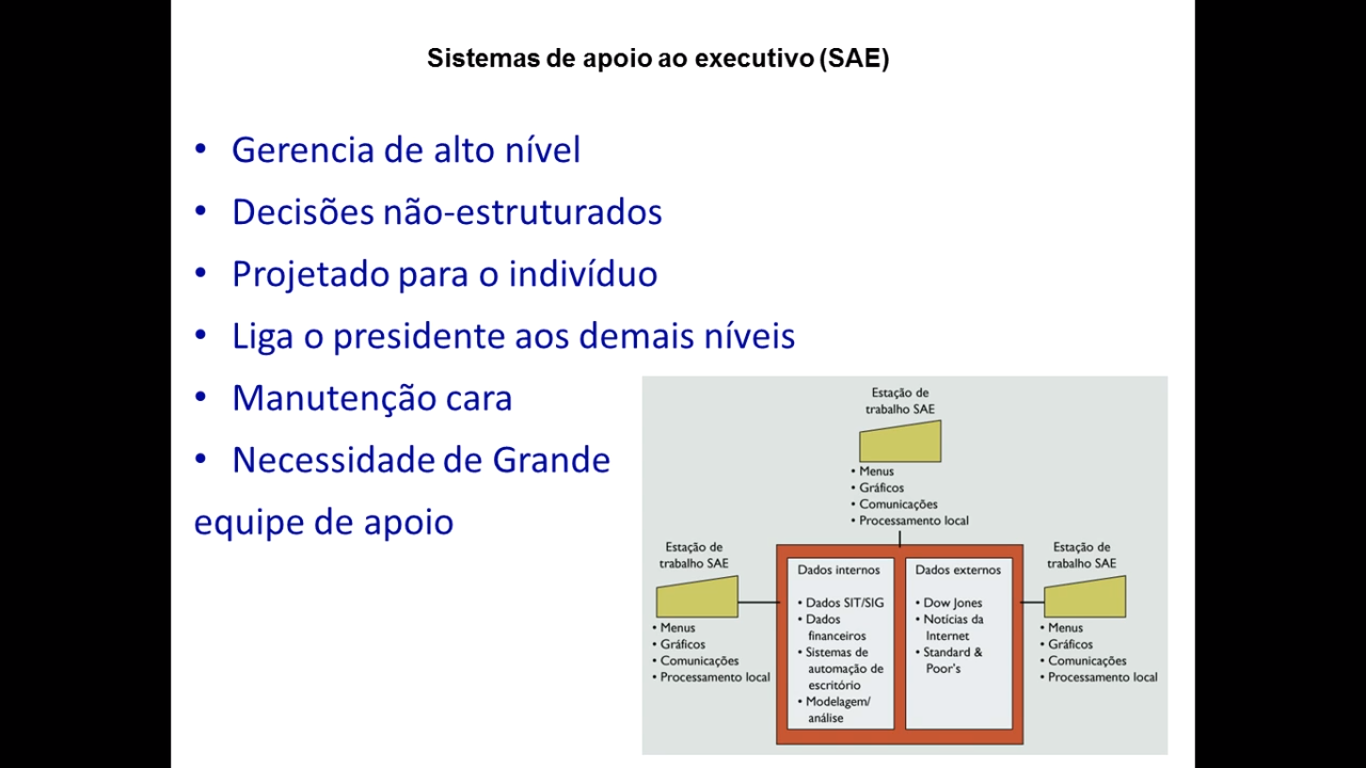 Sistemas de apoio ao executivo (SAE)
• Gerencia de alto nível
• Decisões não-estruturados
• Projetado para o indivíduo
• Liga o presidente aos demais níveis
• Manutenção cara
• Necessidade de Grande
equipe de apoio
Estação de
trabalho SAE
• Menus
• Gráficos
• Comunicações
• Processamento local
Estação de
trabalho SAE
• Menus
• Gráficos
• Comunicações
• Processamento local
Dados internos
• Dados SIT/SIG
• Dados
financeiros
• Sistemas de
automação de
escritório
• Modelagem/
análise
Dados externos
• Dow Jones
• Notícias da
Internet
• Standard &
Poor's
Estação de
trabalho SAE
• Menus
• Gráficos
• Comunicações
• Processamento local